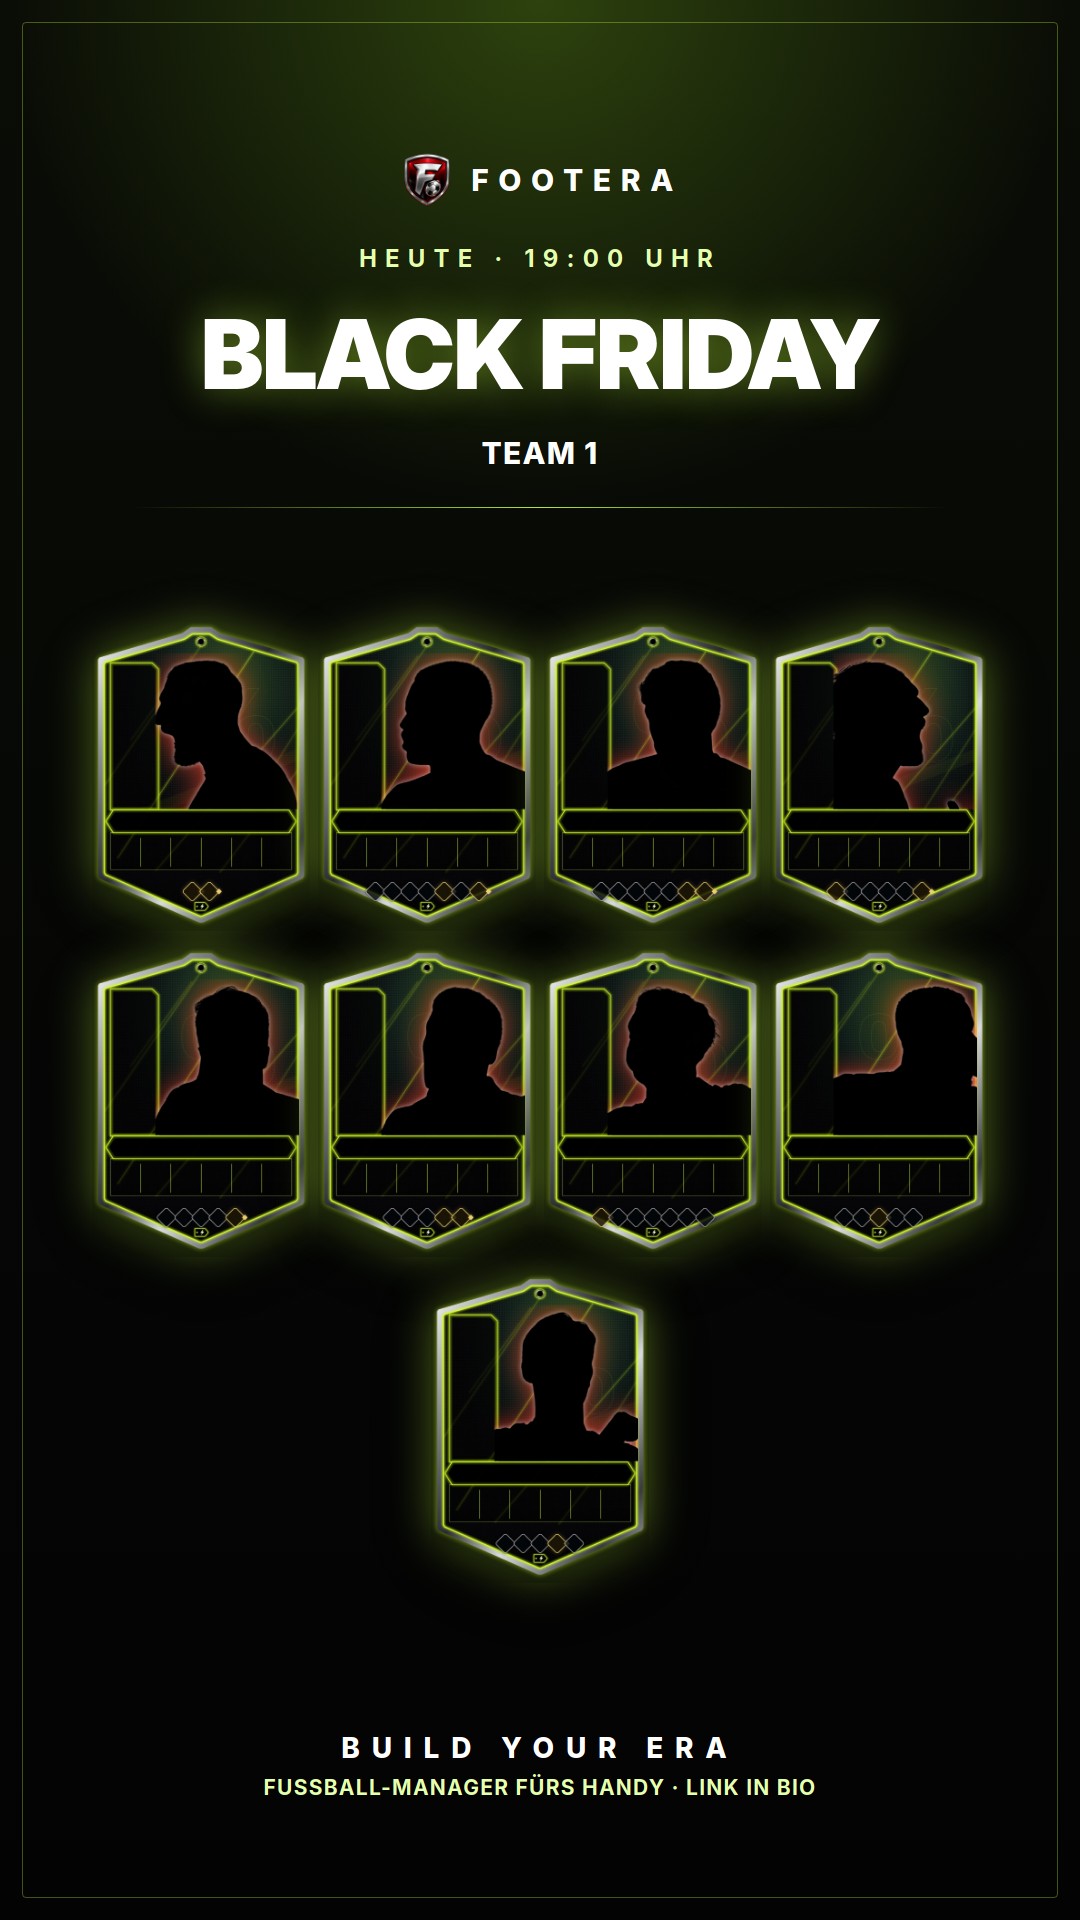 FOOTERA
HEUTE · 19:00 UHR
BLACK FRIDAY
TEAM 1
BUILD YOUR ERA
FUSSBALL-MANAGER FÜRS HANDY · LINK IN BIO